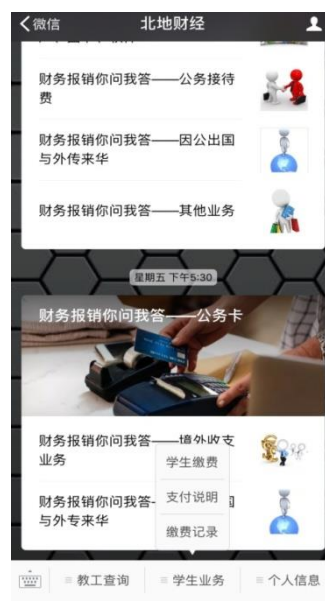 微信
北地财经
财务报销你问我答——公务接待
费
财务报销你问我答——因公出国
与外传来华
财务报销你问我答——其他业务
星期五 下午5:30
财务报销你问我答——公务卡
财务报销你问我答——境外收支
业务
财务报销你问我答
国
与外专来华
学生缴费
支付说明
缴费记录
教工查询
学生业务
个人信息